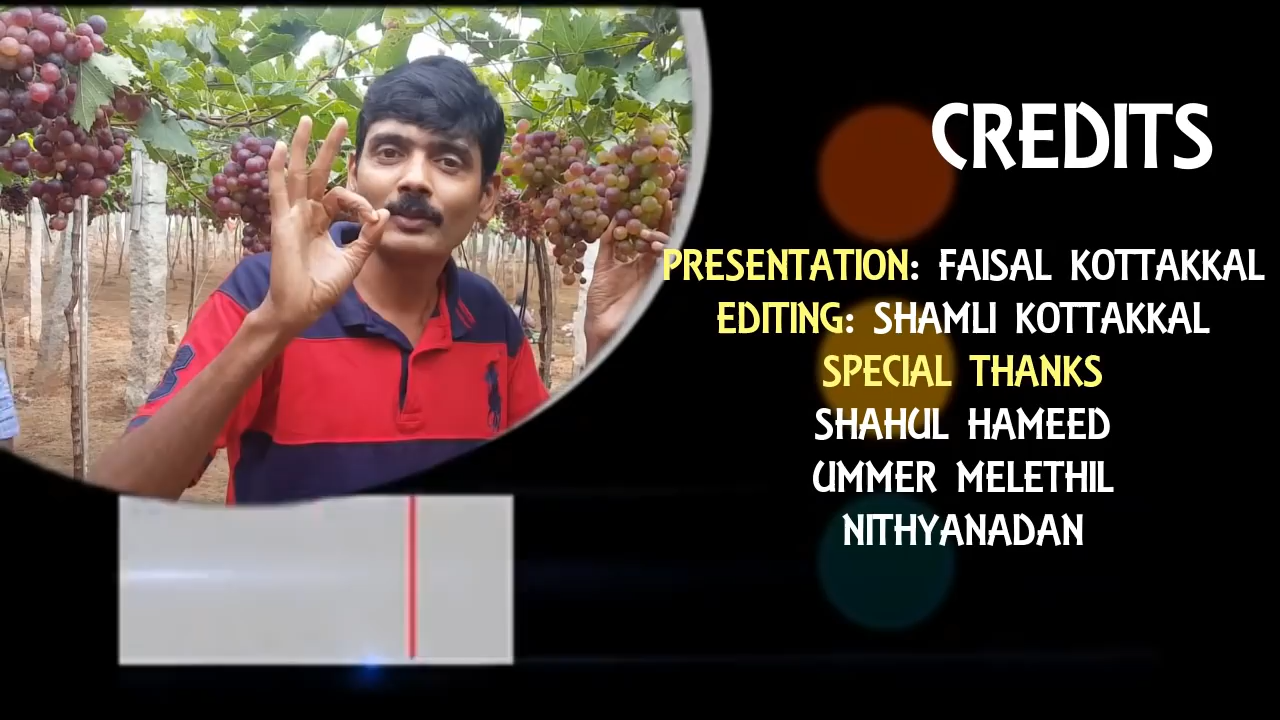 CREDITS
PRESENTATION: FAISAL KOTTAKKAL
EDITING: SHAMLI KOTTAKKAL
SPECIAL THANKS
SHAHUL HAMEED
UMMER MELETHIL
NITHYANADAN